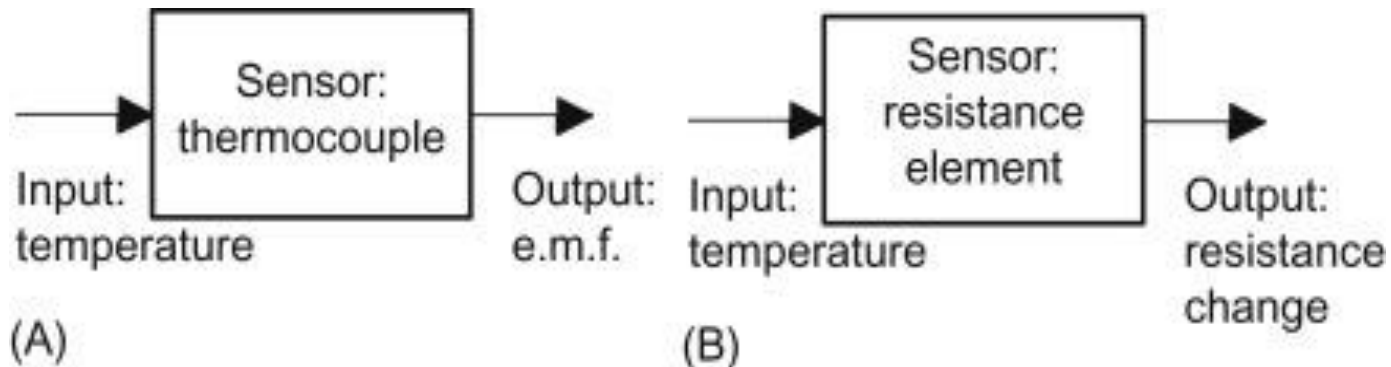 Sensor:
thermocouple
Input:
temperature
Output:
e.m.f.
(A)
Sensor:
resistance
element
Input:
temperature
Output:
resistance
change
(B)